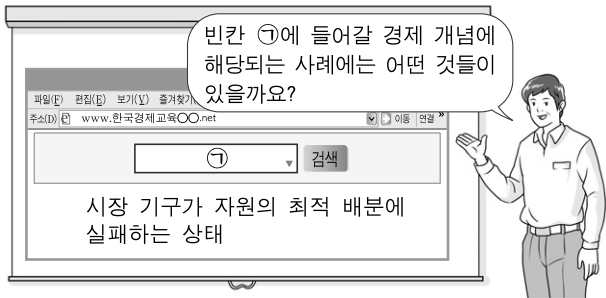 빈칸 ㉠에 들어갈 경제 개념에
해당되는 사례에는 어떤 것들이
있을까요?
파일(F) 편집(E) 보기(V) 즐겨찾기
주소(D) www.한국경제교육○○.net 이동 연결 »
㉠ 검색
시장 기구가 자원의 최적 배분에
실패하는 상태